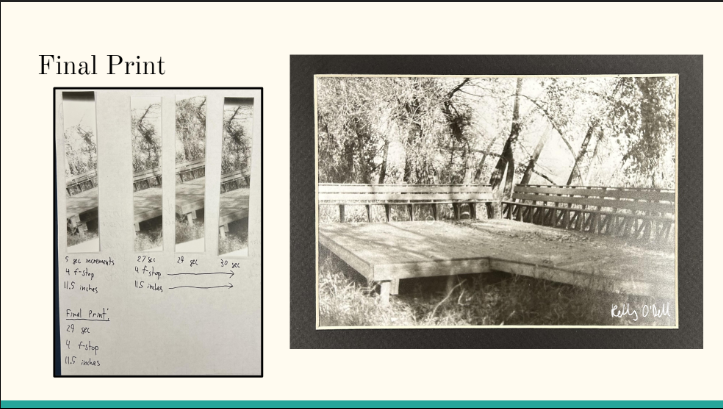 Final Print
5 sec increments
4 f-stop
11.5 inches
27 sec
4 f-stop
11.5 inches
29 sec
30 sec
Final Print:
29 sec
4 f-stop
11.5 inches
Kelly O'Dell